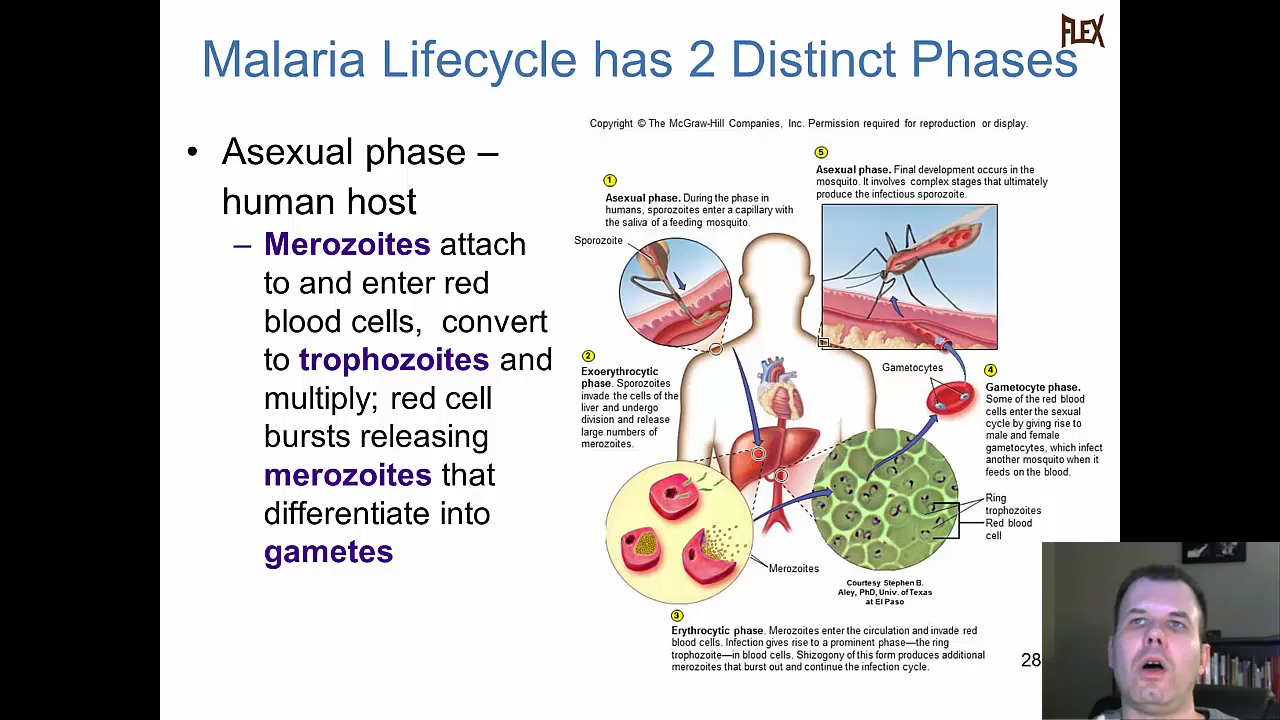 FLEX
Malaria Lifecycle has 2 Distinct Phases
• Asexual phase –
human host
– Merozoites attach
to and enter red
blood cells, convert
to trophozoites and
multiply; red cell
bursts releasing
merozoites that
differentiate into
gametes
Copyright © The McGraw-Hill Companies, Inc. Permission required for reproduction or display.
1
Asexual phase. During the phase in
humans, sporozoites enter a capillary with
the saliva of a feeding mosquito.
Sporozoite
2
Exoerythrocytic
phase. Sporozoites
invade the cells of the
liver and undergo
division and release
large numbers of
merozoites.
Merozoites
3
Erythrocytic phase. Merozoites enter the circulation and invade red
blood cells. Infection gives rise to a prominent phase—the ring
trophozoite—in blood cells. Shizogony of this form produces additional
merozoites that burst out and continue the infection cycle.
Courtesy Stephen B.
Aley, PhD, Univ. of Texas
at El Paso
Ring
trophozoites
Red blood
cell
4
Gametocyte phase.
Some of the red blood
cells enter the sexual
cycle by giving rise to
male and female
gametocytes, which infect
another mosquito when it
feeds on the blood.
Gametocytes
5
Asexual phase. Final development occurs in the
mosquito. It involves complex stages that ultimately
produce the infectious sporozoite.
28